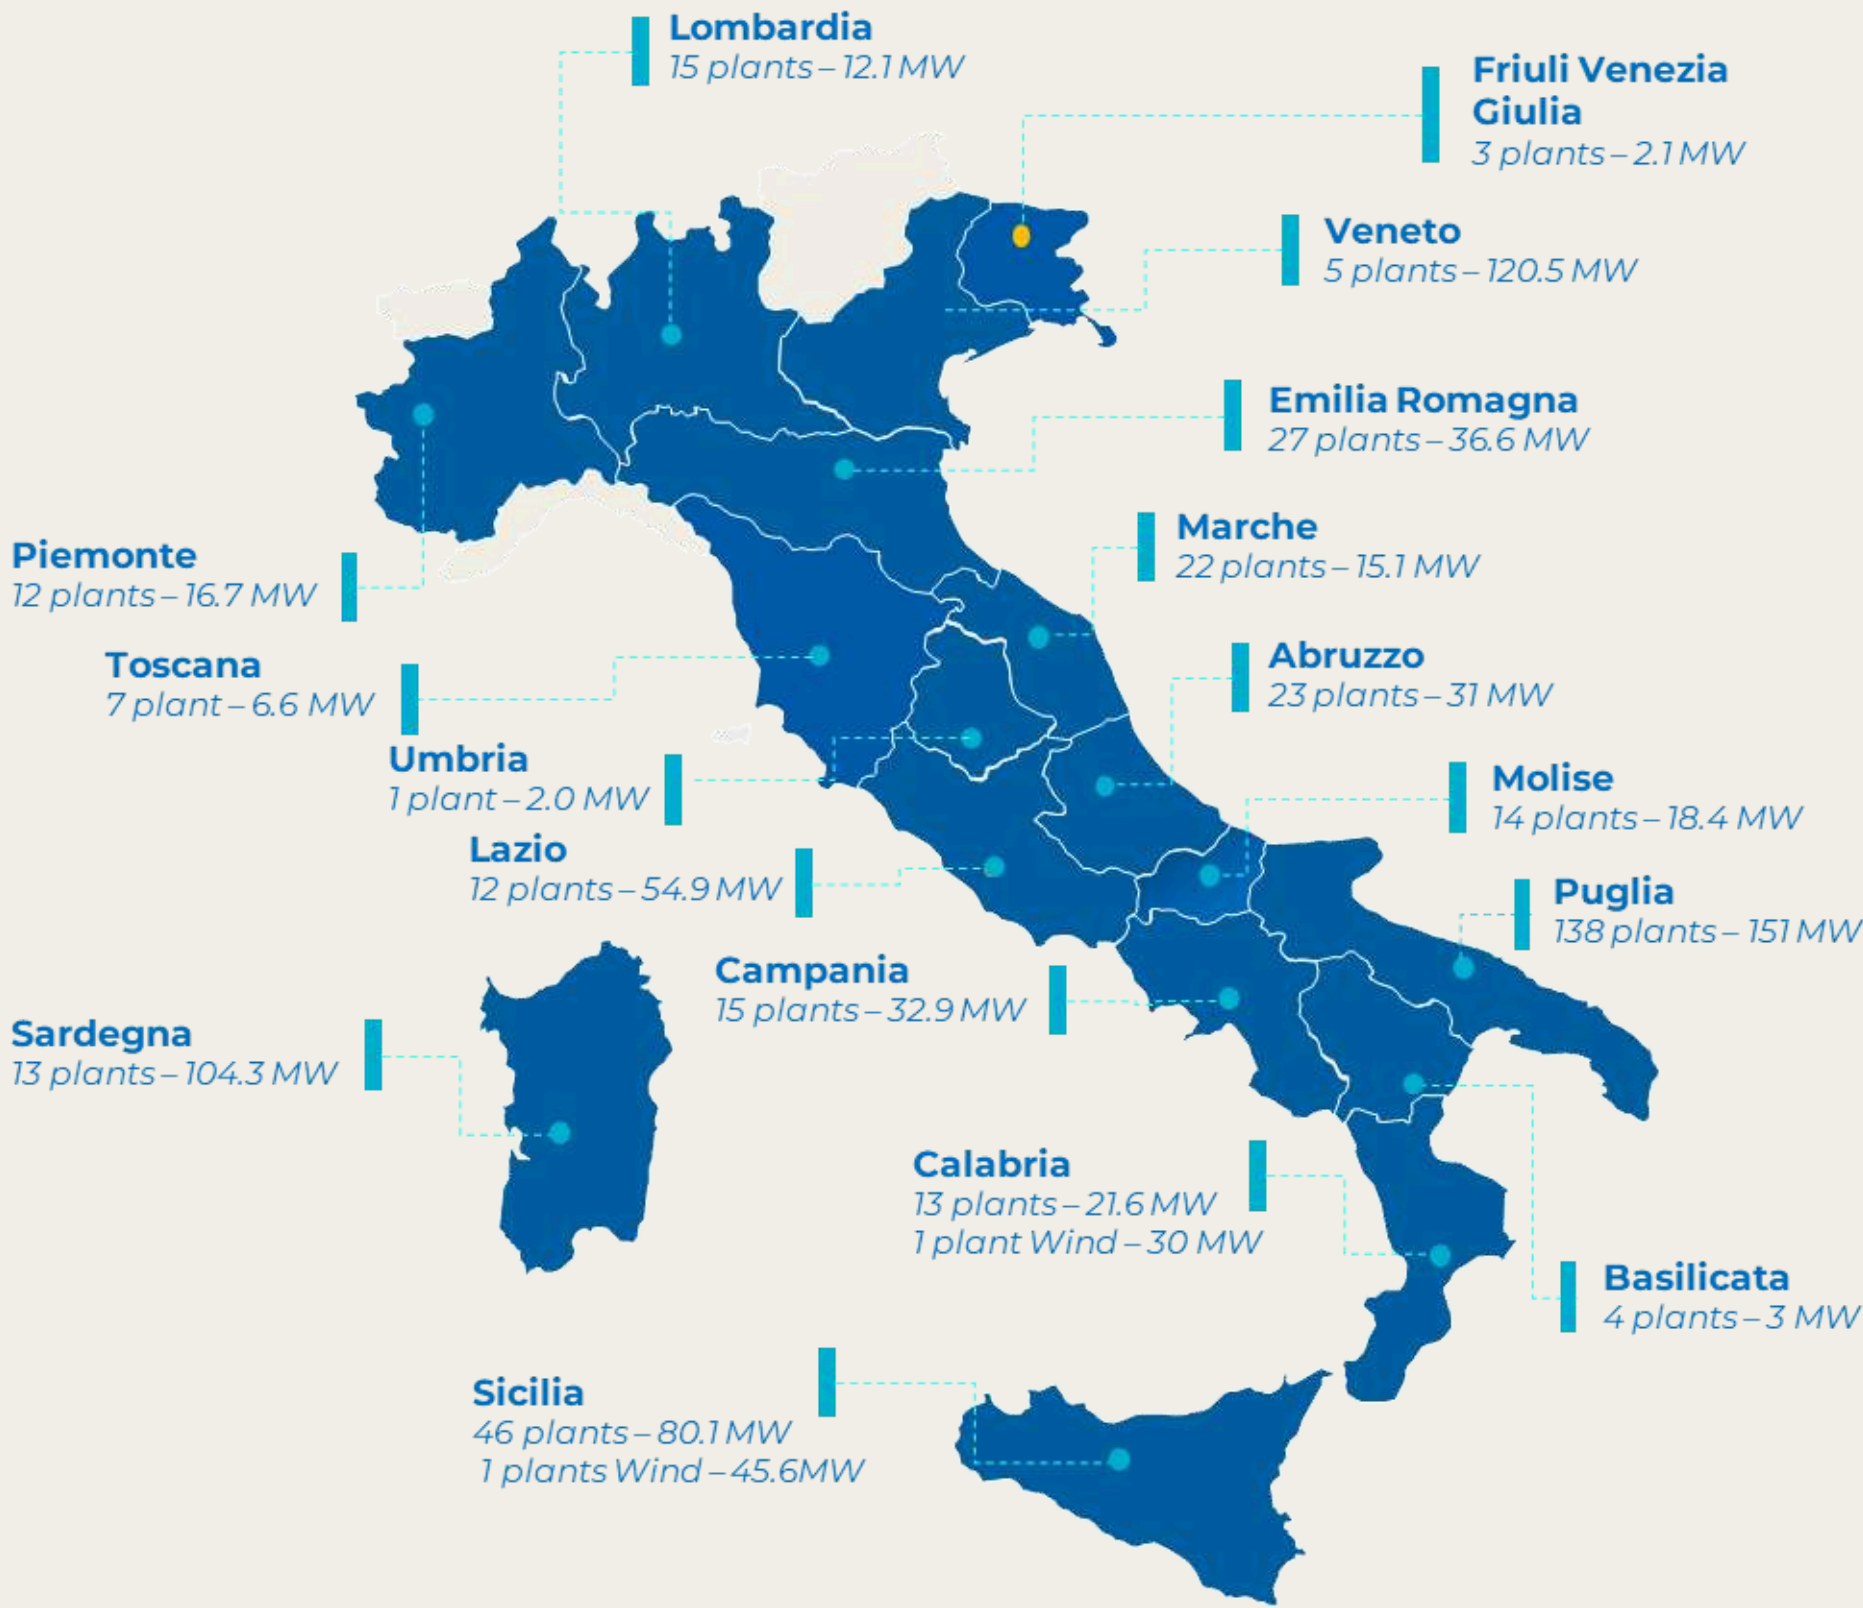 Lombardia
15 plants – 12.1 MW
Friuli Venezia
Giulia
3 plants – 2.1 MW
Veneto
5 plants – 120.5 MW
Emilia Romagna
27 plants – 36.6 MW
Marche
22 plants – 15.1 MW
Piemonte
12 plants – 16.7 MW
Toscana
7 plant – 6.6 MW
Abruzzo
23 plants – 31 MW
Umbria
1 plant – 2.0 MW
Molise
14 plants – 18.4 MW
Lazio
12 plants – 54.9 MW
Puglia
138 plants – 151 MW
Campania
15 plants – 32.9 MW
Sardegna
13 plants – 104.3 MW
Calabria
13 plants – 21.6 MW
1 plant Wind – 30 MW
Basilicata
4 plants – 3 MW
Sicilia
46 plants – 80.1 MW
1 plants Wind – 45.6MW